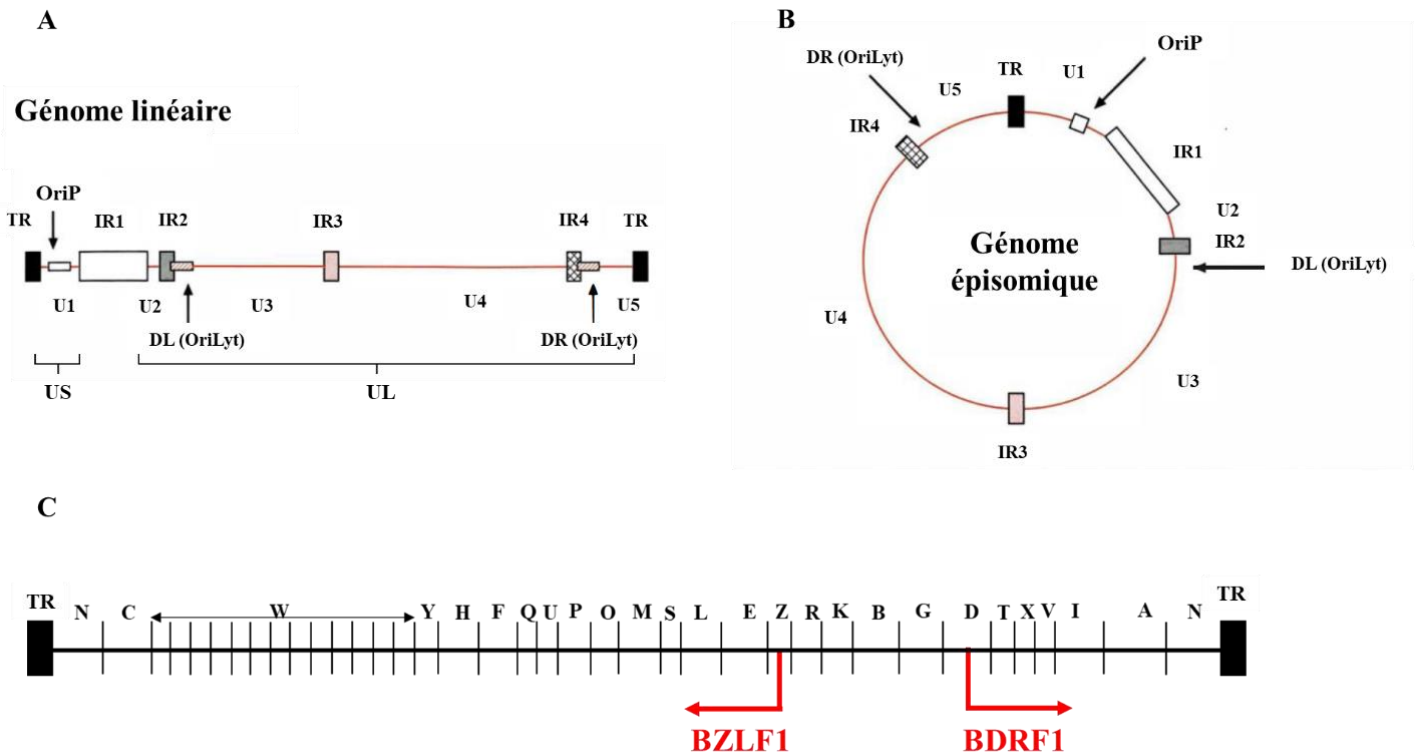 A
Génome linéaire
OriP
TR
IR1
IR2
IR3
IR4
TR
U1
U2
U3
U4
U5
DL (OriLyt)
DR (OriLyt)
US
UL
B
DR (OriLyt)
U5
TR
U1
OriP
IR4
IR1
U2
IR2
Génome
épisomique
DL (OriLyt)
U4
U3
IR3
C
TR N C W Y H F Q U P O M S L E Z R K B G D T X V I A N TR
BZLF1
BDRF1